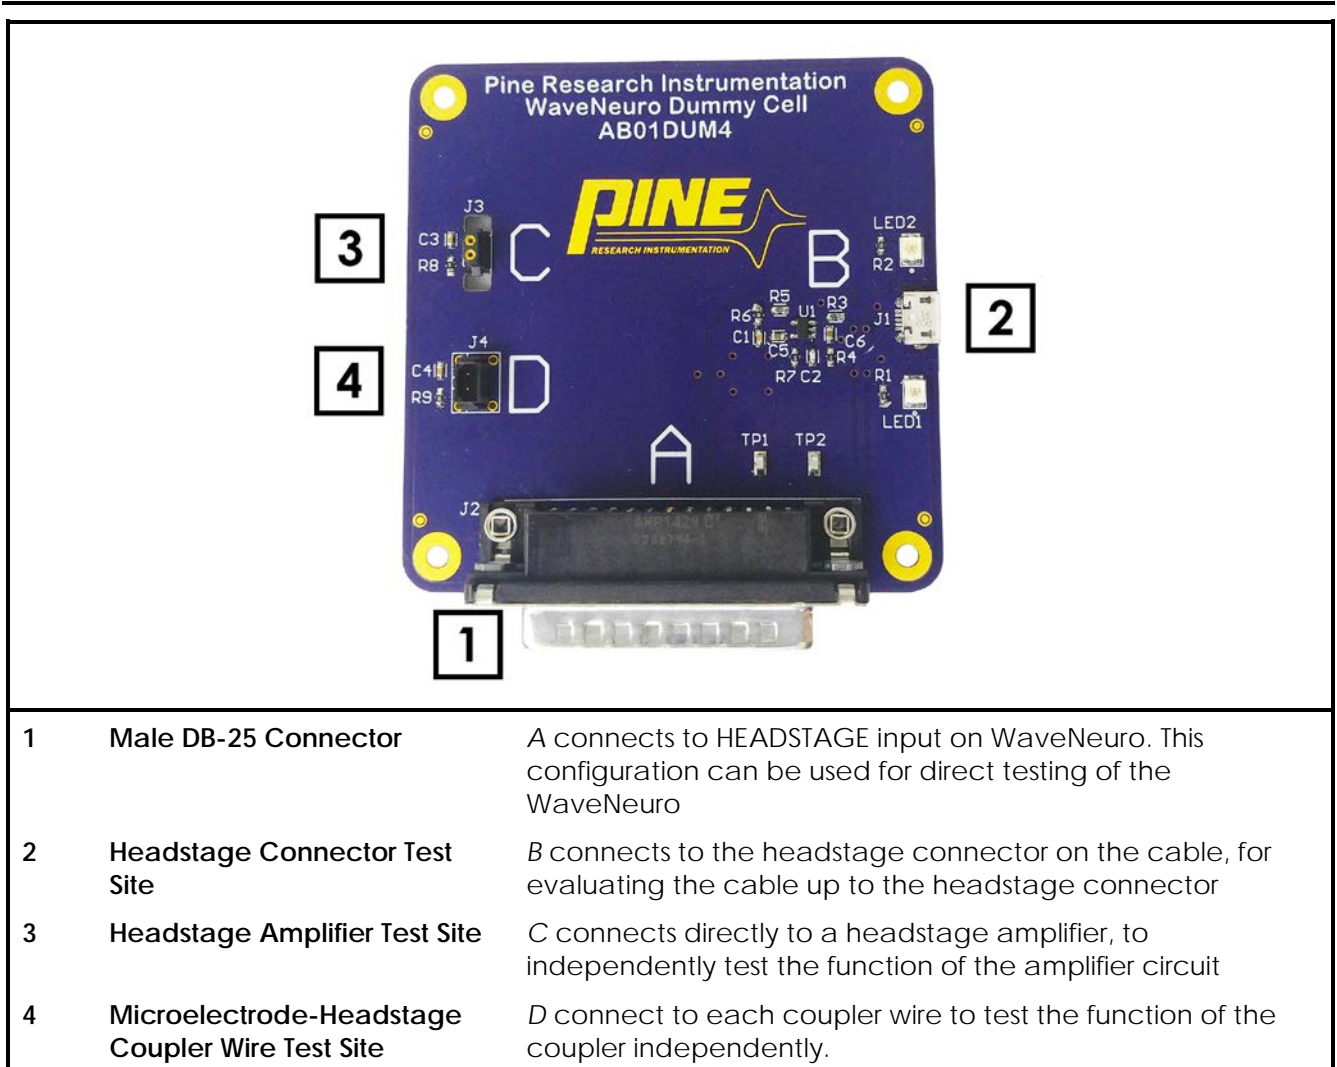 Pine Research Instrumentation
WaveNeuro Dummy Cell
AB01DUM4
PINE
RESEARCH INSTRUMENTATION
J3
C3
R8
C
3
B
LED2
R2
J1
2
R5
R3
R6
U1
C1
C5
C6
R4
R7 C2
R1
LED1
J4
C4
R9
D
4
A
TP1 TP2
J2
1
1 Male DB-25 Connector A connects to HEADSTAGE input on WaveNeuro. This
configuration can be used for direct testing of the
WaveNeuro
2 Headstage Connector Test B connects to the headstage connector on the cable, for
Site evaluating the cable up to the headstage connector
3 Headstage Amplifier Test Site C connects directly to a headstage amplifier, to
independently test the function of the amplifier circuit
4 Microelectrode-Headstage D connect to each coupler wire to test the function of the
Coupler Wire Test Site coupler independently.